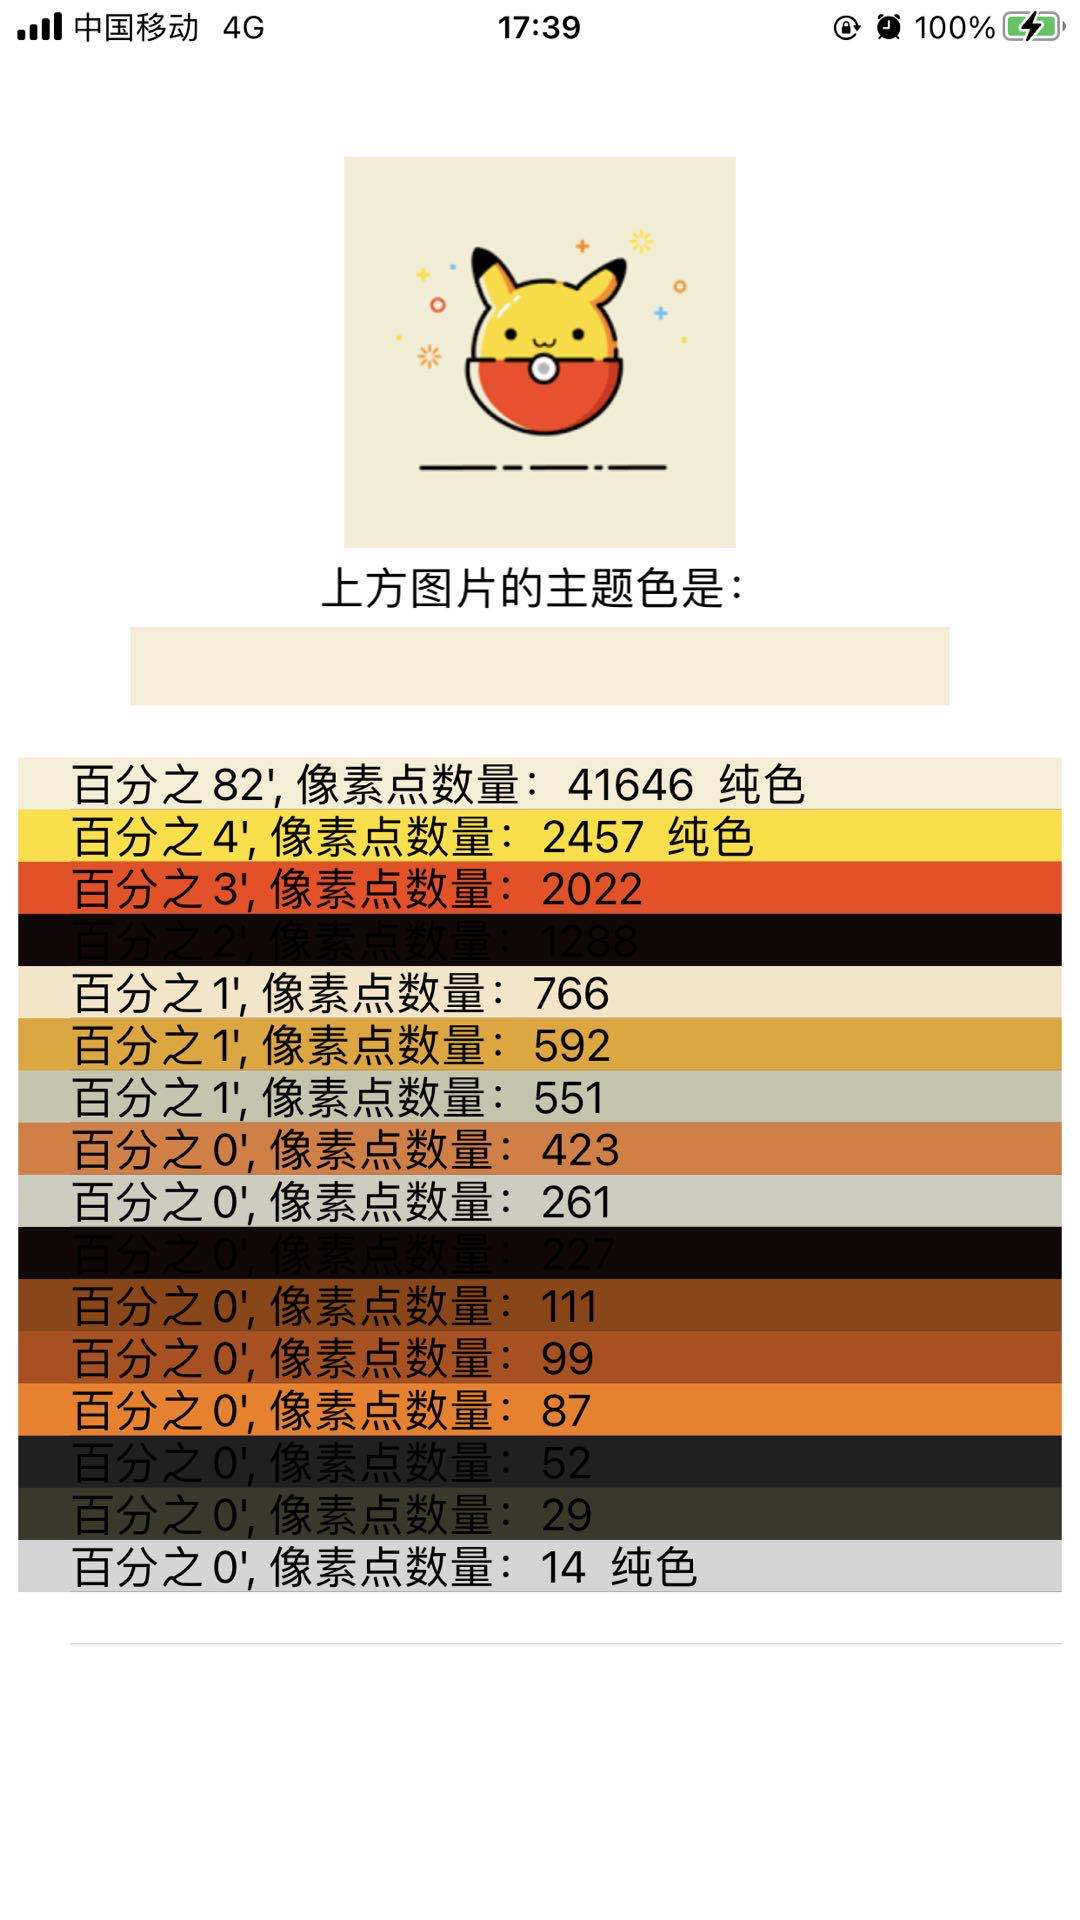 中国移动 4G 17:39 100%
上方图片的主题色是：
百分之82', 像素点数量：41646 纯色
百分之4', 像素点数量：2457 纯色
百分之3', 像素点数量：2022
百分之2', 像素点数量：1288
百分之1', 像素点数量：766
百分之1', 像素点数量：592
百分之1', 像素点数量：551
百分之0', 像素点数量：423
百分之0', 像素点数量：261
百分之0', 像素点数量：227
百分之0', 像素点数量：111
百分之0', 像素点数量：99
百分之0', 像素点数量：87
百分之0', 像素点数量：52
百分之0', 像素点数量：29
百分之0', 像素点数量：14 纯色